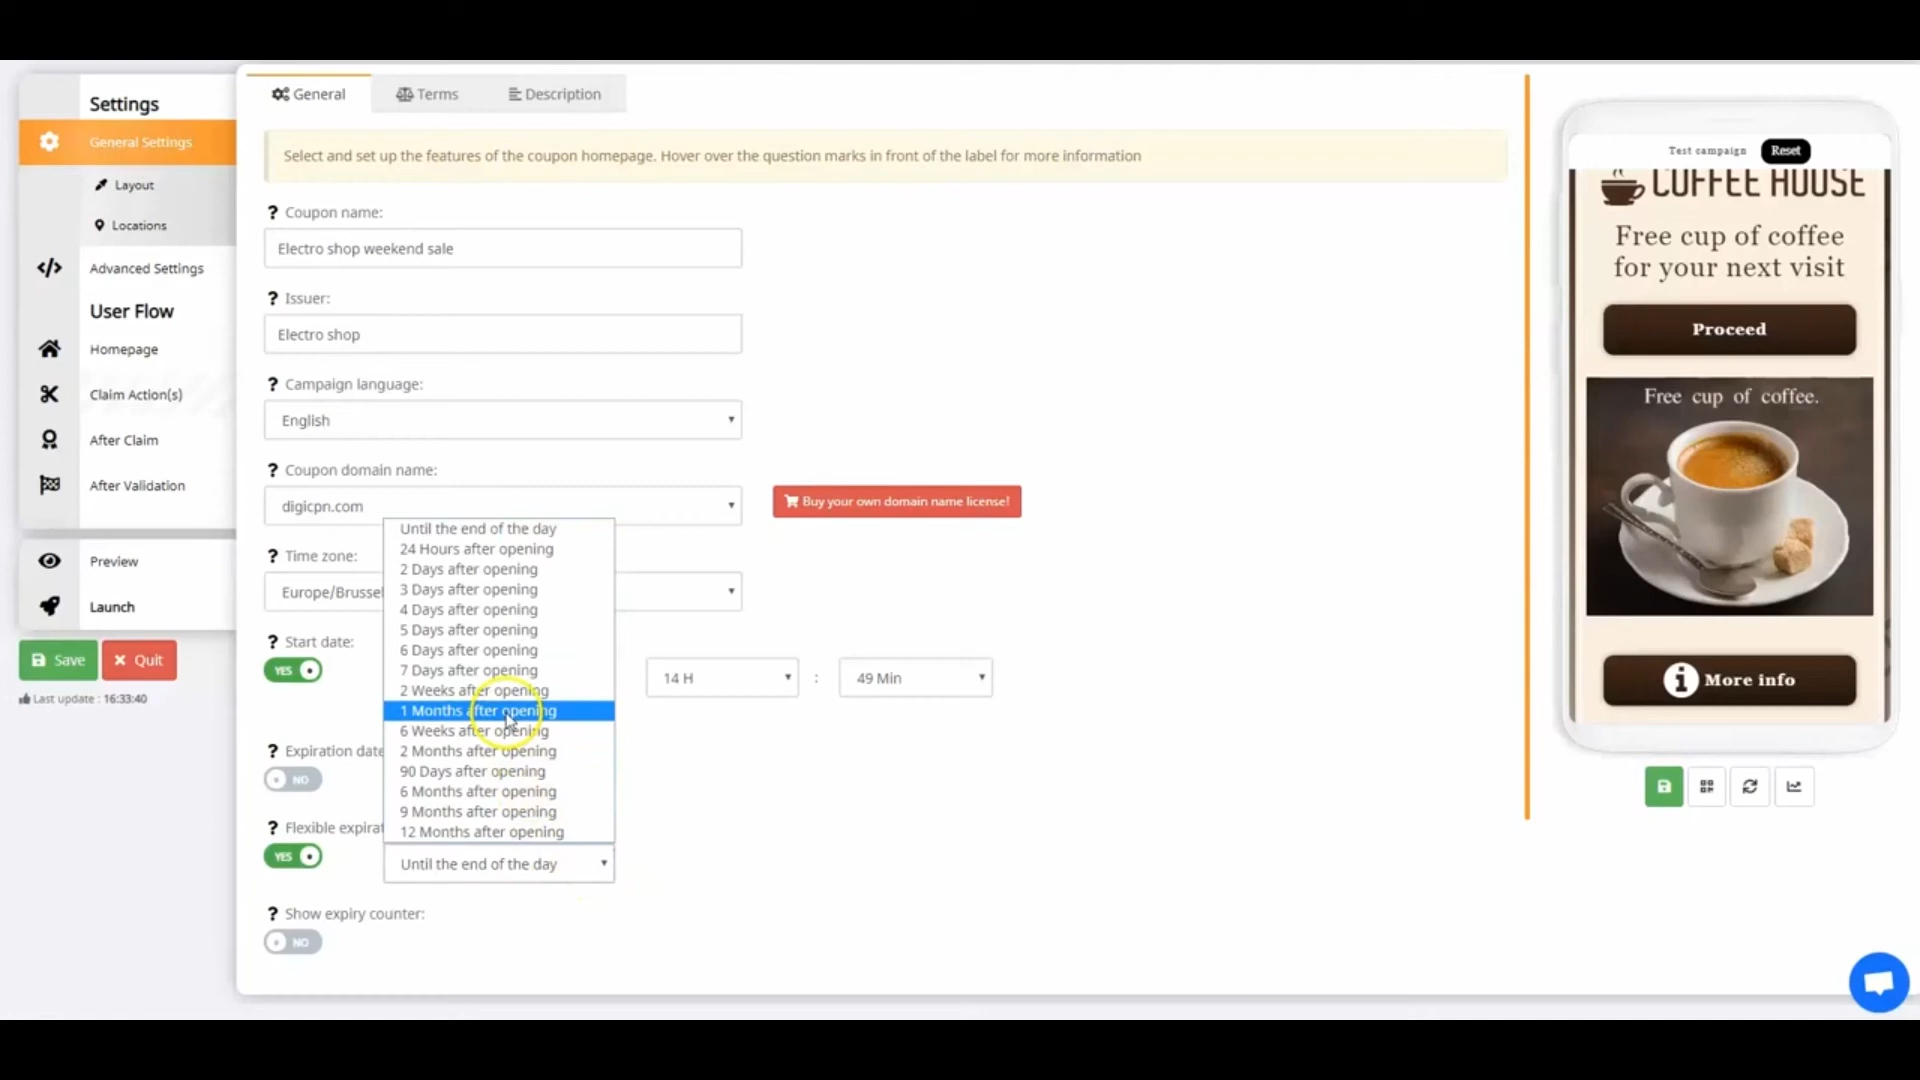 Settings
General Settings
Layout
Locations
Advanced Settings
User Flow
Homepage
Claim Action(s)
After Claim
After Validation
Preview
Launch
Save
Quit
Last update : 16:33:40
General
Terms
Description
Select and set up the features of the coupon homepage. Hover over the question marks in front of the label for more information
? Coupon name:
Electro shop weekend sale
? Issuer:
Electro shop
? Campaign language:
English
? Coupon domain name:
digicpn.com
Buy your own domain name license!
? Time zone:
Europe/Brussel
? Start date:
YES
14 H
:
49 Min
? Expiration date
NO
? Flexible expirat
YES
Until the end of the day
24 Hours after opening
2 Days after opening
3 Days after opening
4 Days after opening
5 Days after opening
6 Days after opening
7 Days after opening
2 Weeks after opening
1 Months after opening
6 Weeks after opening
2 Months after opening
90 Days after opening
6 Months after opening
9 Months after opening
12 Months after opening
Until the end of the day
? Show expiry counter:
NO
Test campaign
Reset
COFFEE HOUSE
Free cup of coffee
for your next visit
Proceed
Free cup of coffee.
More info